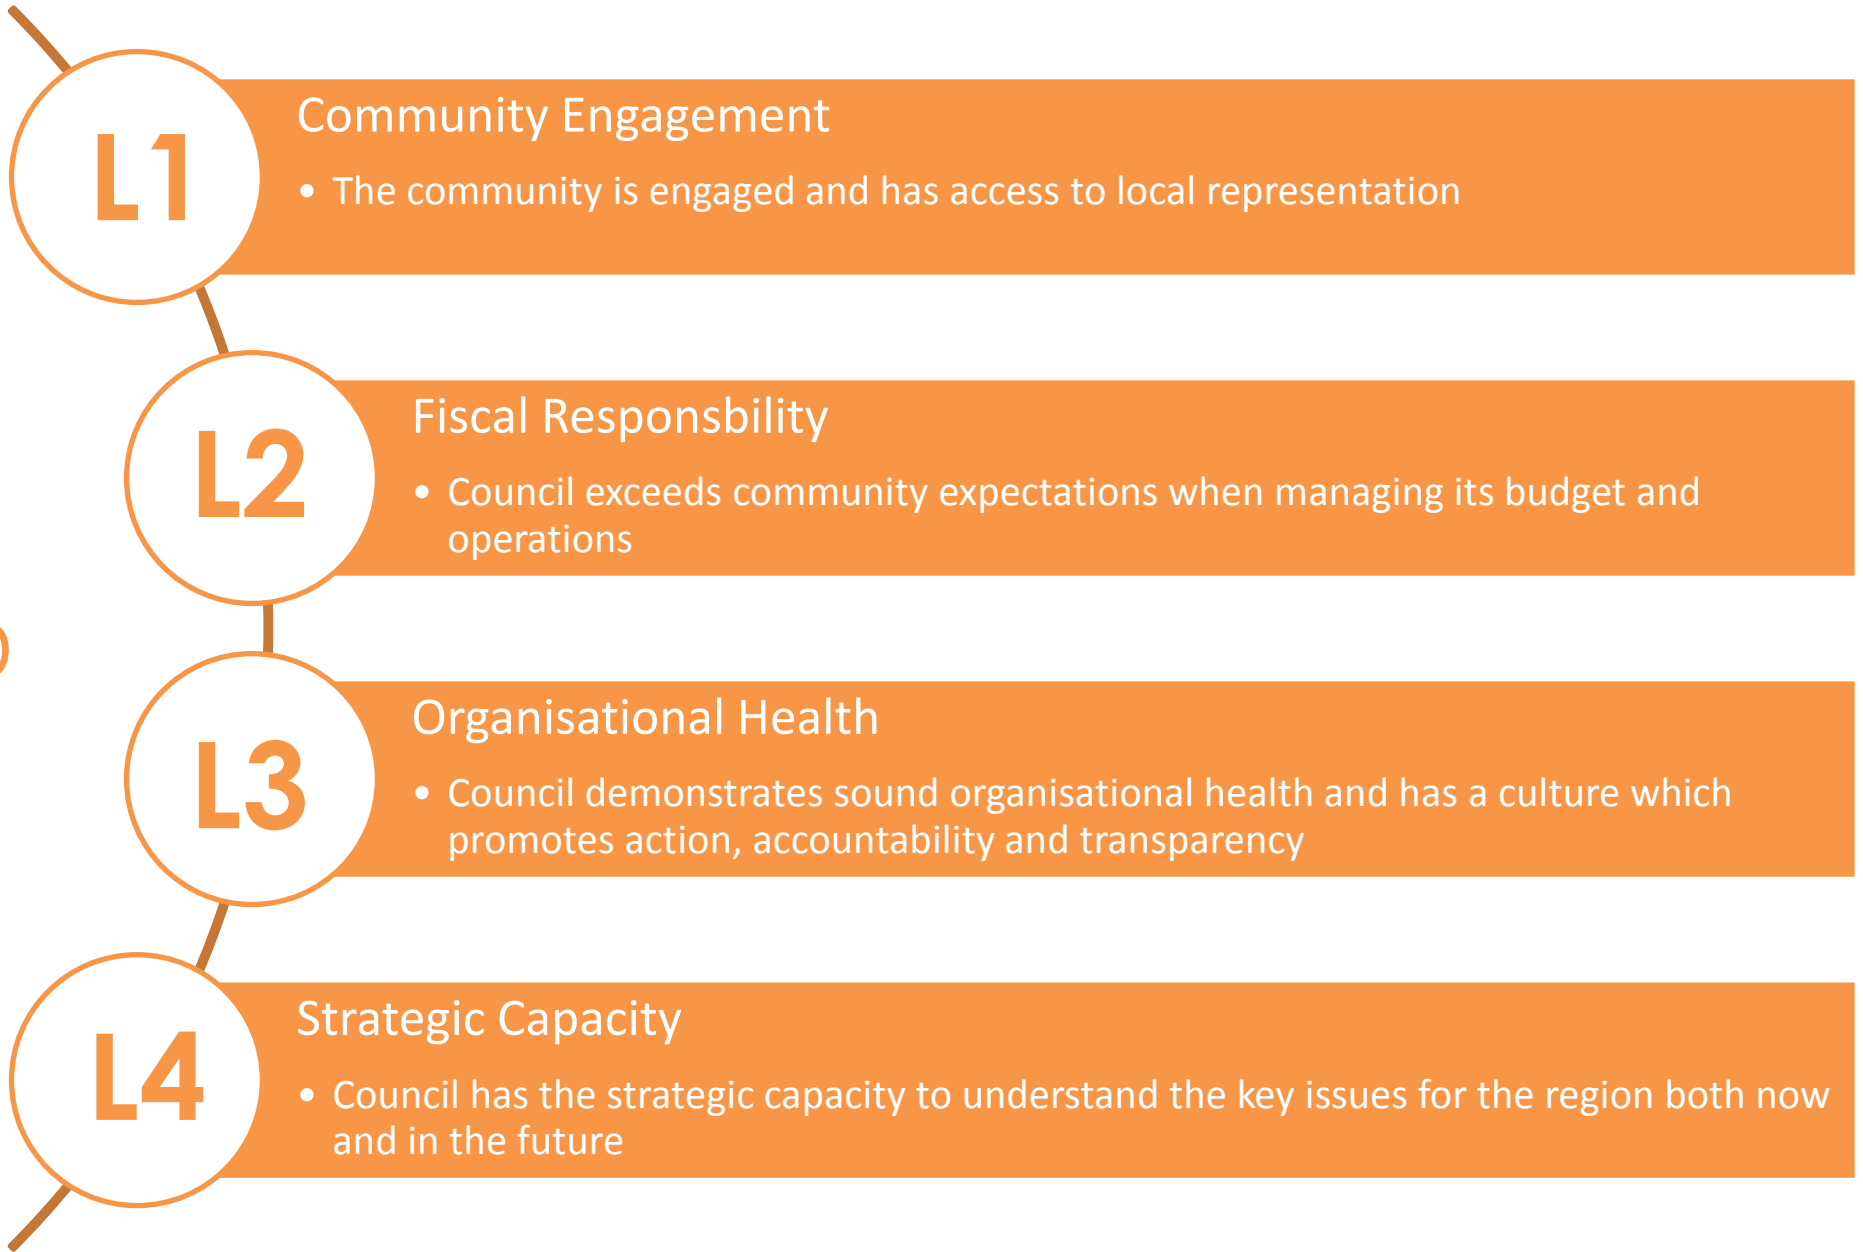 L1
Community Engagement
• The community is engaged and has access to local representation
L2
Fiscal Responsbility
• Council exceeds community expectations when managing its budget and
operations
L3
Organisational Health
• Council demonstrates sound organisational health and has a culture which
promotes action, accountability and transparency
L4
Strategic Capacity
• Council has the strategic capacity to understand the key issues for the region both now
and in the future